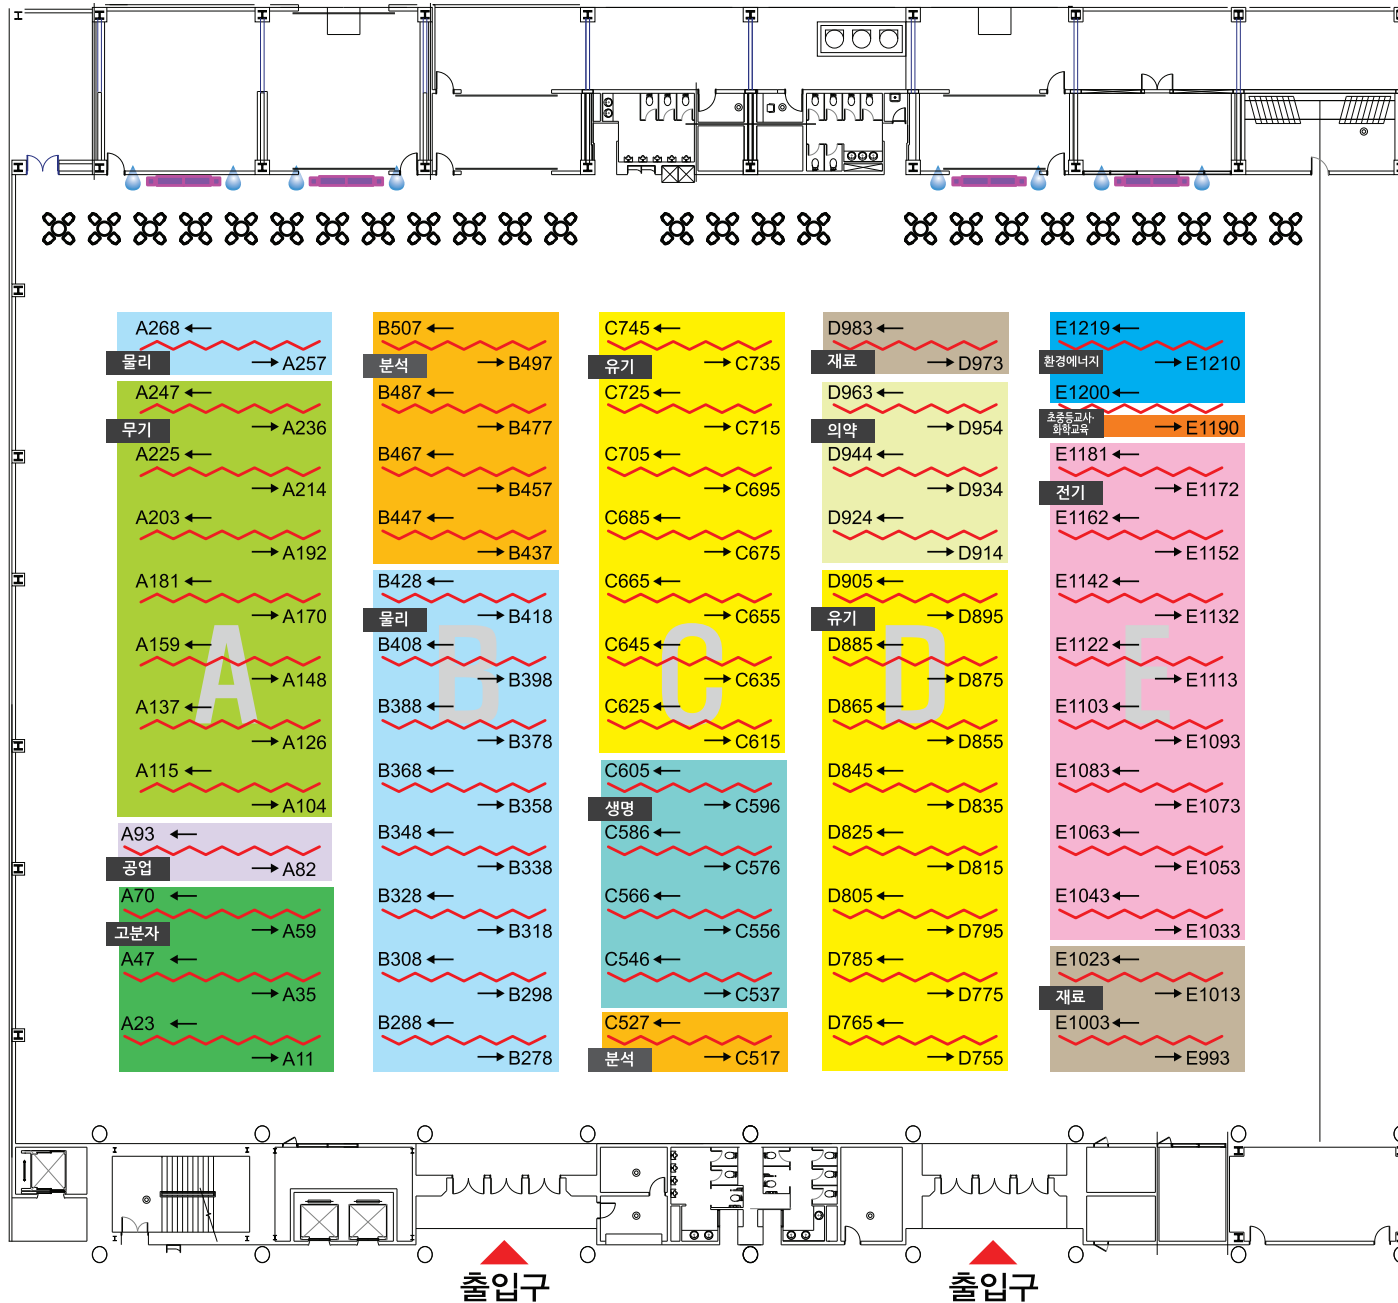 A268
물리
A257
A247
무기
A236
A225
A214
A203
A192
A181
A170
A159
A
A148
A137
A126
A115
A104
A93
공업
A82
A70
고분자
A59
A47
A35
A23
A11
B507
분석
B497
B487
B477
B467
B457
B447
B437
B428
물리
B418
B408
B
B398
B388
B378
B368
B358
B348
B338
B328
B318
B308
B298
B288
B278
C745
유기
C735
C725
C715
C705
C695
C685
C675
C665
C655
C645
C
C635
C625
C615
C605
생명
C596
C586
C576
C566
C556
C546
C537
C527
분석
C517
D983
재료
D973
D963
의약
D954
D944
D934
D924
D914
D905
유기
D895
D885
D
D875
D865
D855
D845
D835
D825
D815
D805
D795
D785
D775
D765
D755
E1219
환경에너지
E1210
E1200
초중등교사·
화학교육
E1190
E1181
전기
E1172
E1162
E1152
E1142
E1132
E1122
E
E1113
E1103
E1093
E1083
E1073
E1063
E1053
E1043
E1033
E1023
재료
E1013
E1003
E993
출입구
출입구